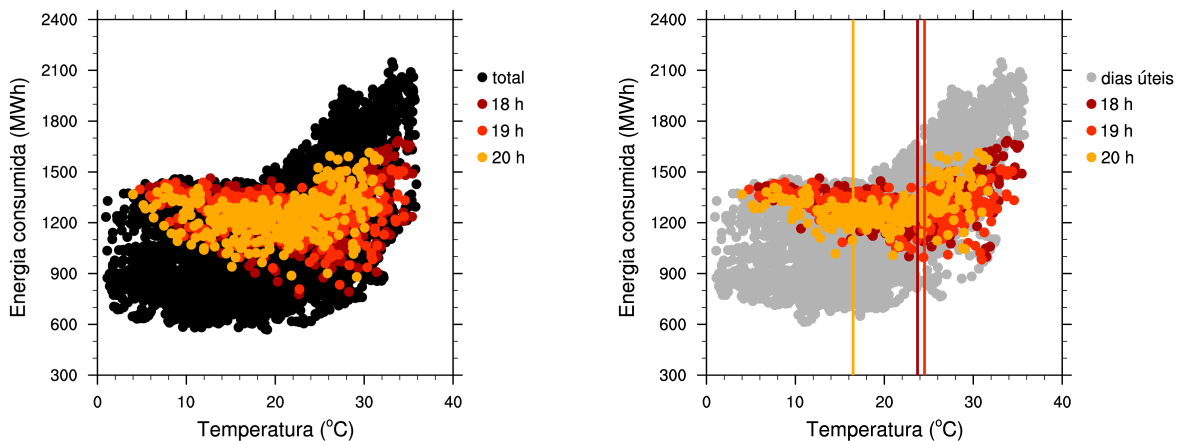 2400
2100
1800
1500
1200
900
600
300
0
10
20
30
40
Energia consumida (MWh)
Temperatura (°C)
total
18 h
19 h
20 h
2400
2100
1800
1500
1200
900
600
300
0
10
20
30
40
Energia consumida (MWh)
Temperatura (°C)
dias úteis
18 h
19 h
20 h